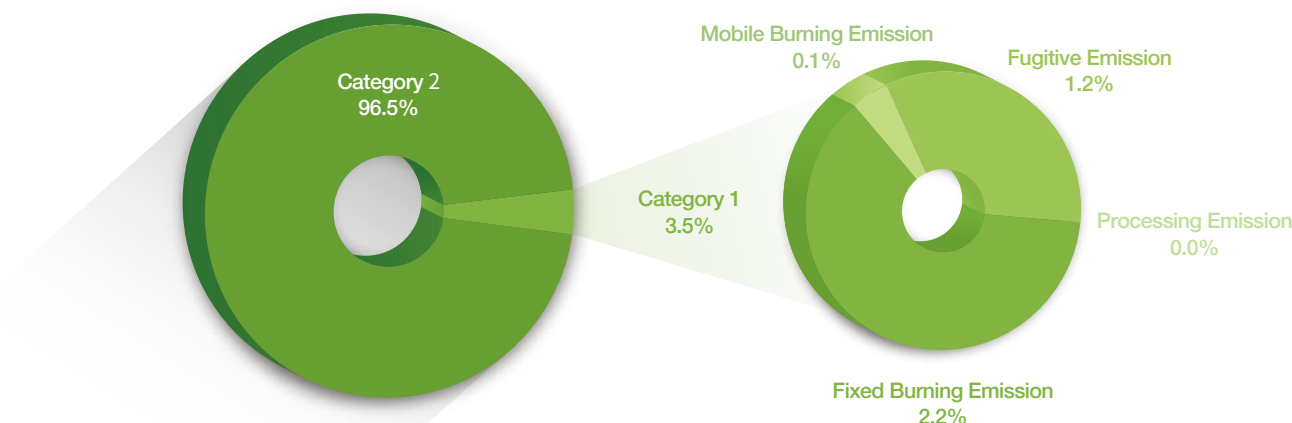 Category 2
96.5%
Category 1
3.5%
Mobile Burning Emission
0.1%
Fugitive Emission
1.2%
Processing Emission
0.0%
Fixed Burning Emission
2.2%